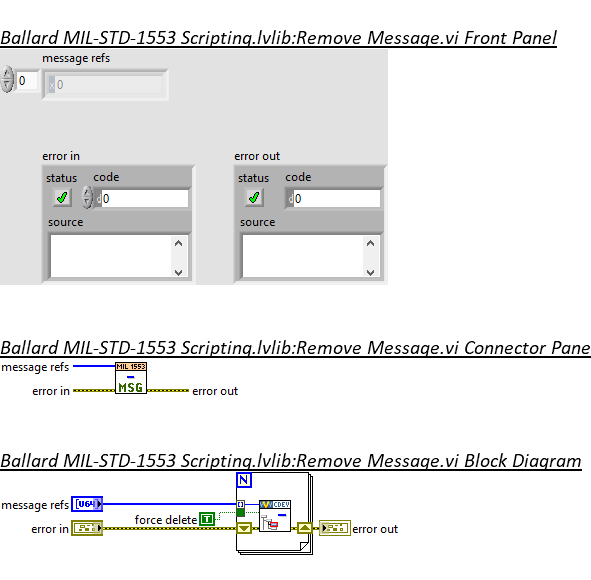 Ballard MIL-STD-1553 Scripting.lvlib:Remove Message.vi Front Panel
message refs
0
x 0
error in
error out
status code
status code
d 0
d 0
source
source
Ballard MIL-STD-1553 Scripting.lvlib:Remove Message.vi Connector Pane
message refs
MIL 1553
MSG
error in
error out
Ballard MIL-STD-1553 Scripting.lvlib:Remove Message.vi Block Diagram
N
message refs
[U64]
CDEV
force delete
T
error in
error out